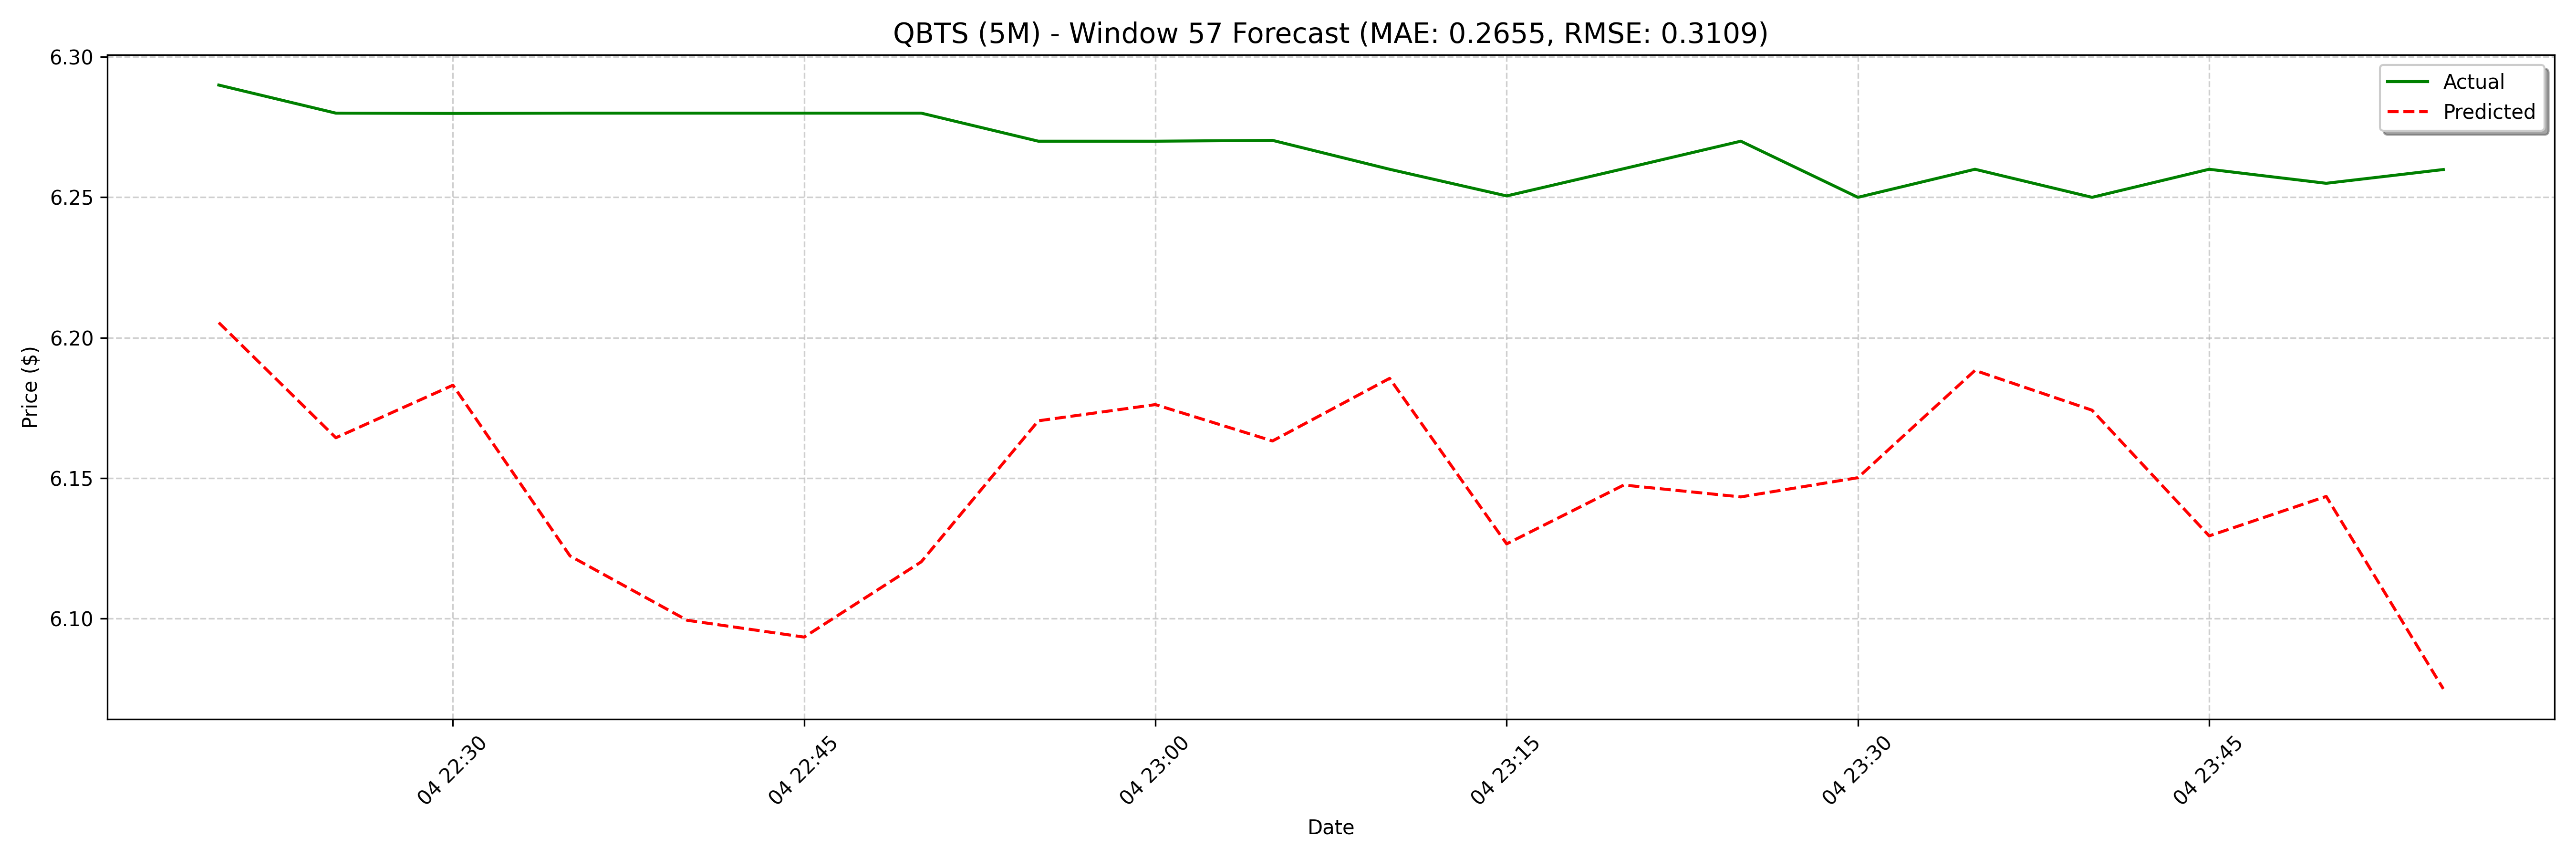 QBTS (5M) - Window 57 Forecast (MAE: 0.2655, RMSE: 0.3109)
Actual
Predicted
Price ($)
6.30
6.25
6.20
6.15
6.10
04 22:30
04 22:45
04 23:00
04 23:15
04 23:30
04 23:45
Date